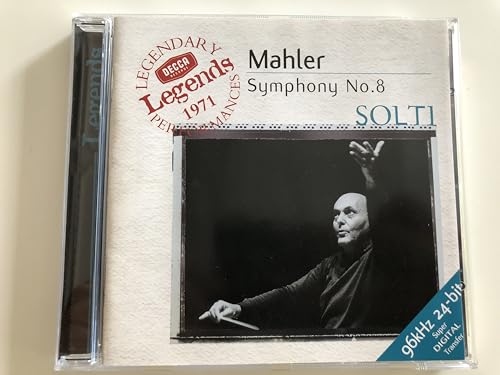 Legends
LEGENDARY
DECCA
Legends
1971
PERFORMANCES
Mahler
Symphony No.8
SOLTI
96kHz 24-bit
Super
DIGITAL
Transfer